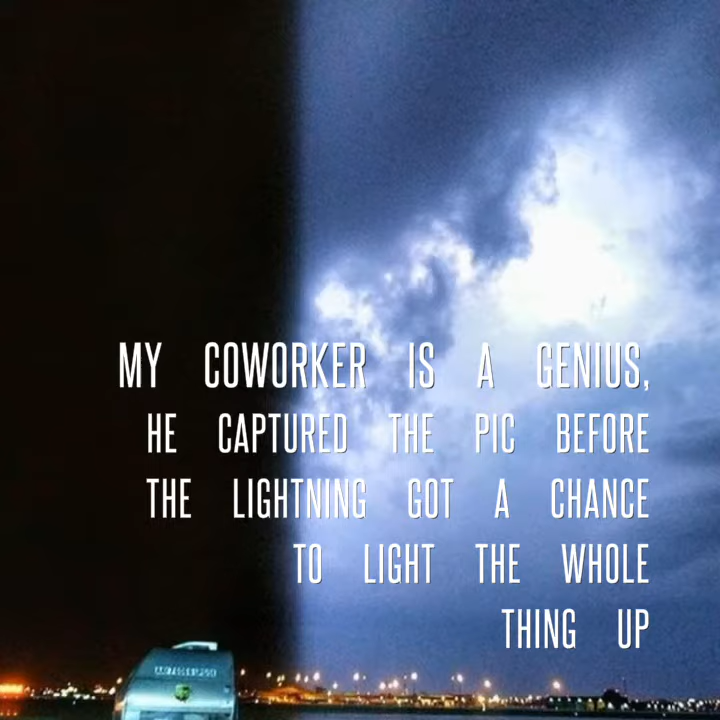 MY COWORKER IS A GENIUS,
HE CAPTURED THE PIC BEFORE
THE LIGHTNING GOT A CHANCE
TO LIGHT THE WHOLE
THING UP